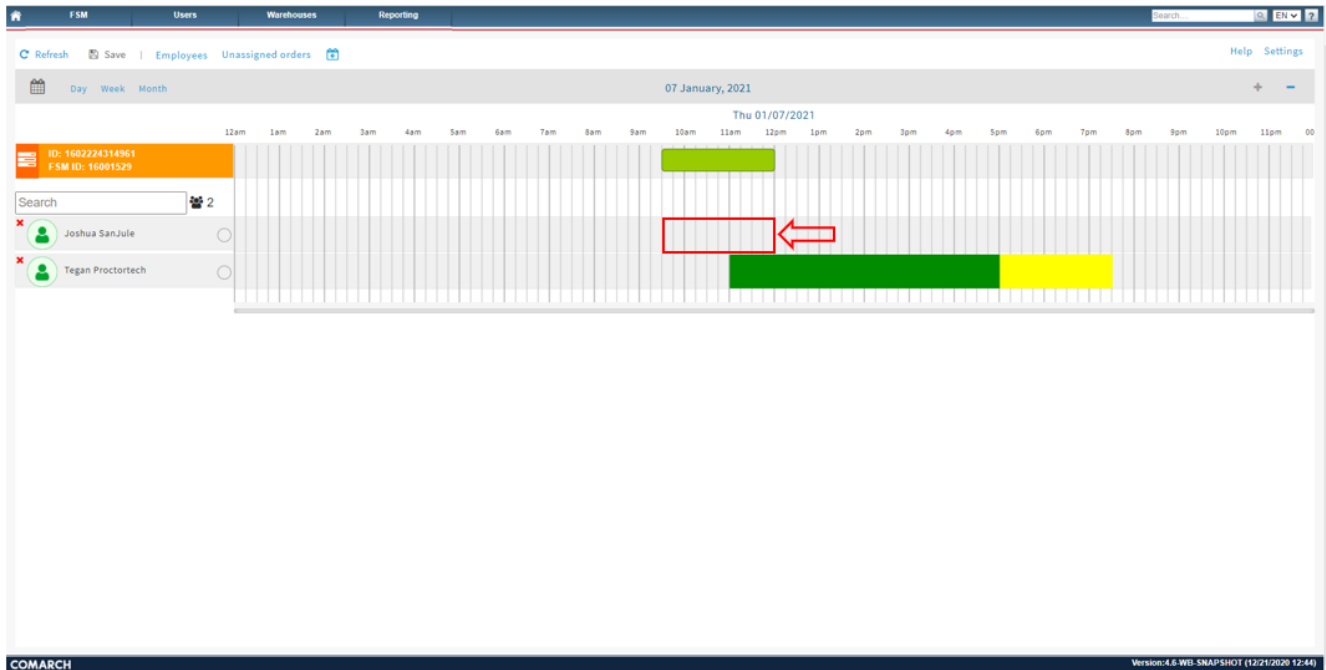 FSM Users Warehouses Reporting Search... EN ?
Refresh Save | Employees Unassigned orders Help Settings
Day Week Month 07 January, 2021 + -
Thu 01/07/2021
12am 1am 2am 3am 4am 5am 6am 7am 8am 9am 10am 11am 12pm 1pm 2pm 3pm 4pm 5pm 6pm 7pm 8pm 9pm 10pm 11pm 00
ID: 1602224314961
FSM ID: 16001529
Search 2
Joshua SanJule
Tegan Proctortech
COMARCH Version:4.6-WB-SNAPSHOT (12/21/2020 12:44)